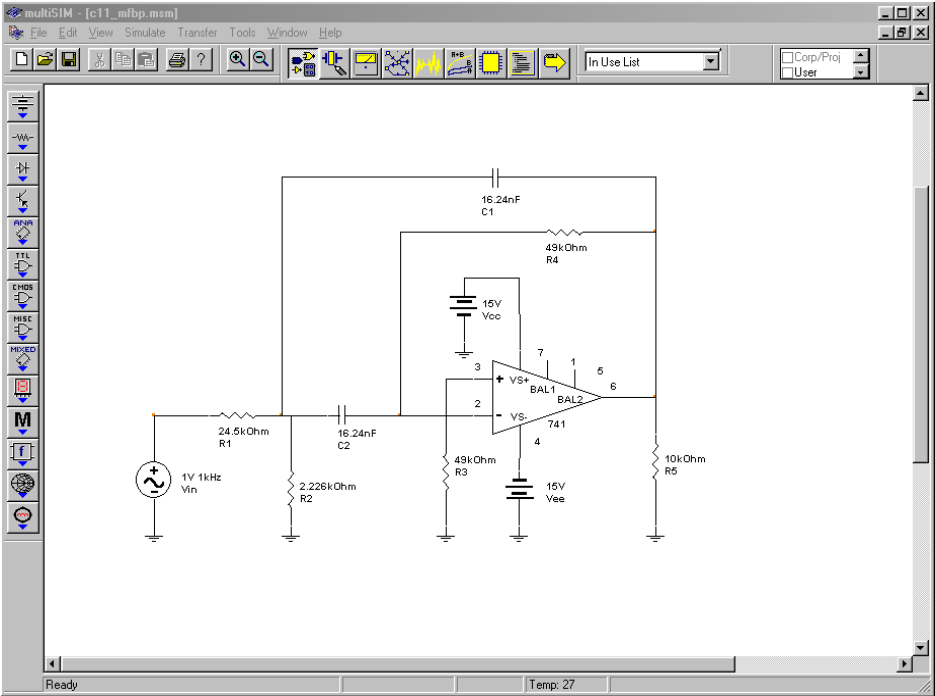 multiSIM - [c11_mfbp.msm]
File Edit View Simulate Transfer Tools Window Help
In Use List
Corp/Proj
User
ANA
TTL
CMOS
MISC
MIXED
M
f
A+B
?
16.24nF
C1
49kOhm
R4
15V
Vcc
7
1
5
3
6
VS+
BAL1
BAL2
2
VS-
741
4
24.5kOhm
R1
16.24nF
C2
1V 1kHz
Vin
2.226kOhm
R2
49kOhm
R3
15V
Vee
10kOhm
R5
Ready
Temp: 27